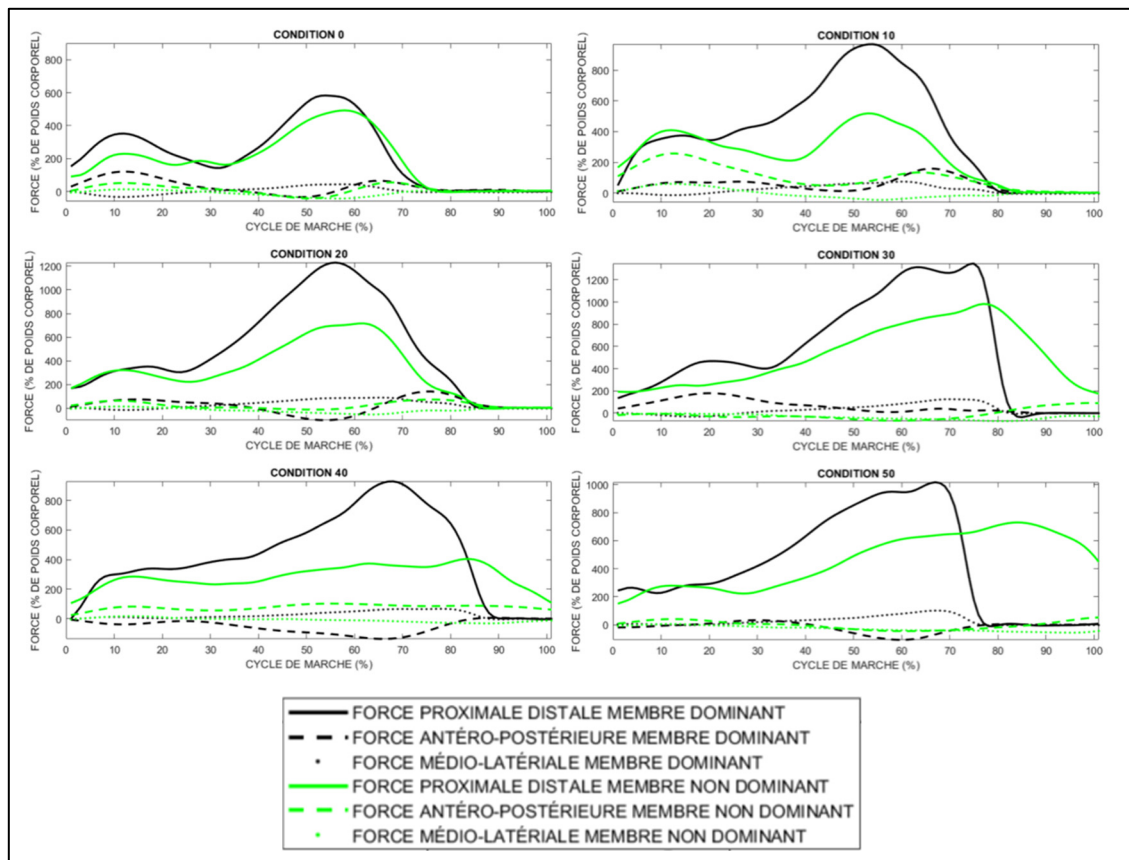 CONDITION 0
FORCE (% DE POIDS CORPOREL)
800
600
400
200
0
0 10 20 30 40 50 60 70 80 90 100
CYCLE DE MARCHE (%)
CONDITION 10
FORCE (% DE POIDS CORPOREL)
800
600
400
200
0
0 10 20 30 40 50 60 70 80 90 100
CYCLE DE MARCHE (%)
CONDITION 20
FORCE (% DE POIDS CORPOREL)
1200
1000
800
600
400
200
0
0 10 20 30 40 50 60 70 80 90 100
CYCLE DE MARCHE (%)
CONDITION 30
FORCE (% DE POIDS CORPOREL)
1200
1000
800
600
400
200
0
0 10 20 30 40 50 60 70 80 90 100
CYCLE DE MARCHE (%)
CONDITION 40
FORCE (% DE POIDS CORPOREL)
800
600
400
200
0
0 10 20 30 40 50 60 70 80 90 100
CYCLE DE MARCHE (%)
CONDITION 50
FORCE (% DE POIDS CORPOREL)
1000
800
600
400
200
0
0 10 20 30 40 50 60 70 80 90 100
CYCLE DE MARCHE (%)
FORCE PROXIMALE DISTALE MEMBRE DOMINANT
FORCE ANTÉRO-POSTÉRIEURE MEMBRE DOMINANT
FORCE MÉDIO-LATÉRIALE MEMBRE DOMINANT
FORCE PROXIMALE DISTALE MEMBRE NON DOMINANT
FORCE ANTÉRO-POSTÉRIEURE MEMBRE NON DOMINANT
FORCE MÉDIO-LATÉRIALE MEMBRE NON DOMINANT